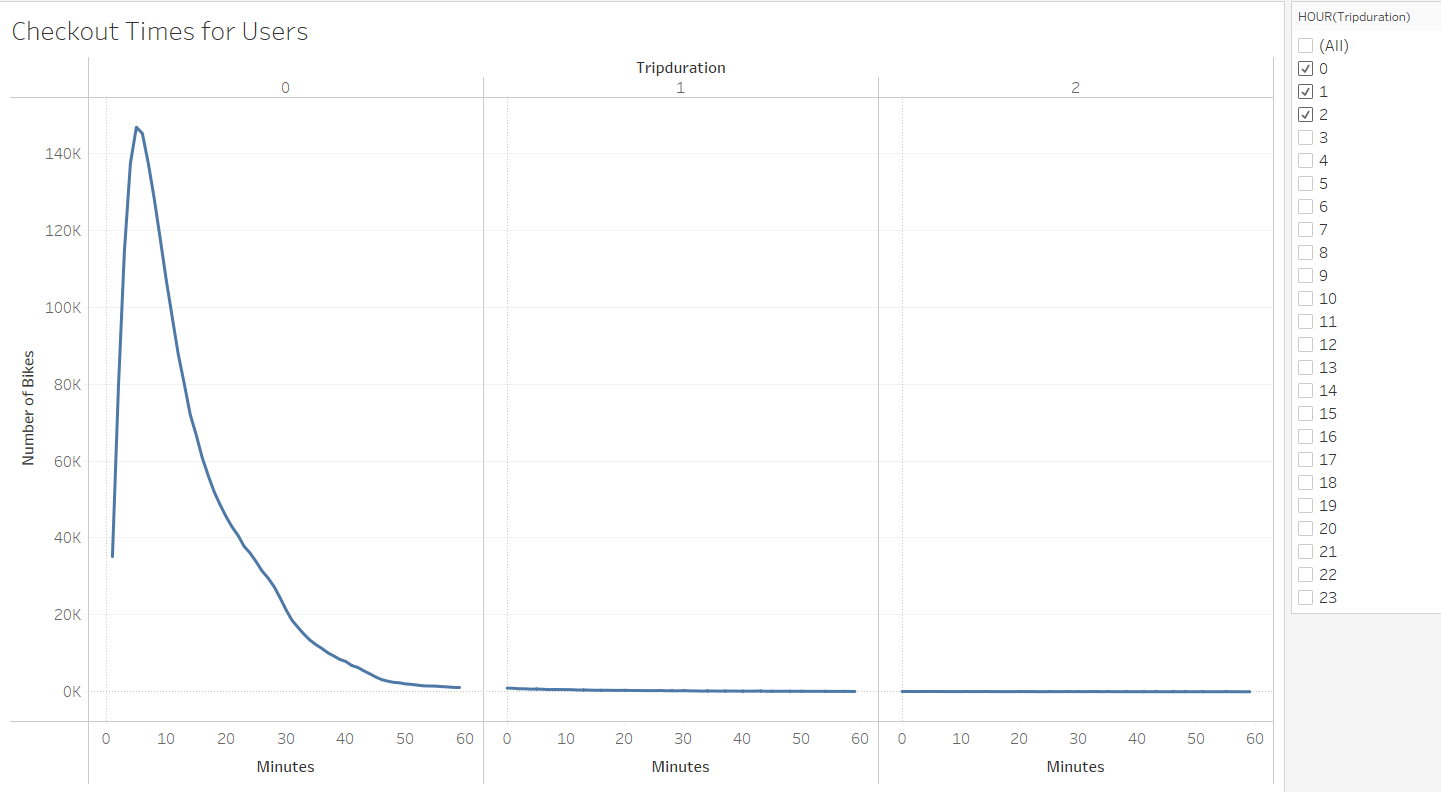 Checkout Times for Users
Tripduration
0 1 2
140K
120K
100K
80K
60K
40K
20K
0K
Number of Bikes
0 10 20 30 40 50 60 0 10 20 30 40 50 60 0 10 20 30 40 50 60
Minutes Minutes Minutes
HOUR(Tripduration)
(All)
0
1
2
3
4
5
6
7
8
9
10
11
12
13
14
15
16
17
18
19
20
21
22
23